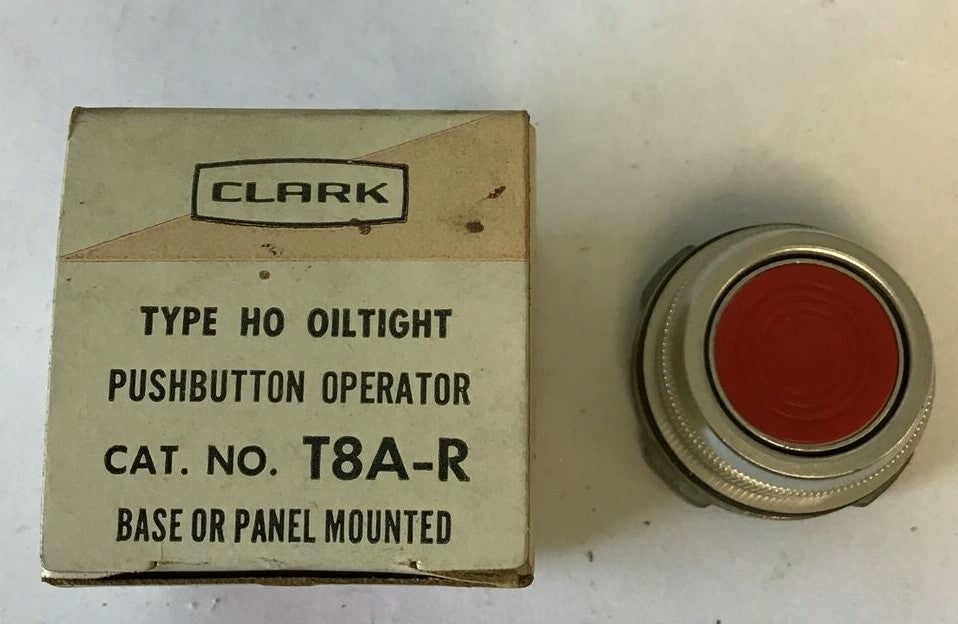 CLARK
TYPE HO OILTIGHT
PUSHBUTTON OPERATOR
CAT. NO. T8A-R
BASE OR PANEL MOUNTED